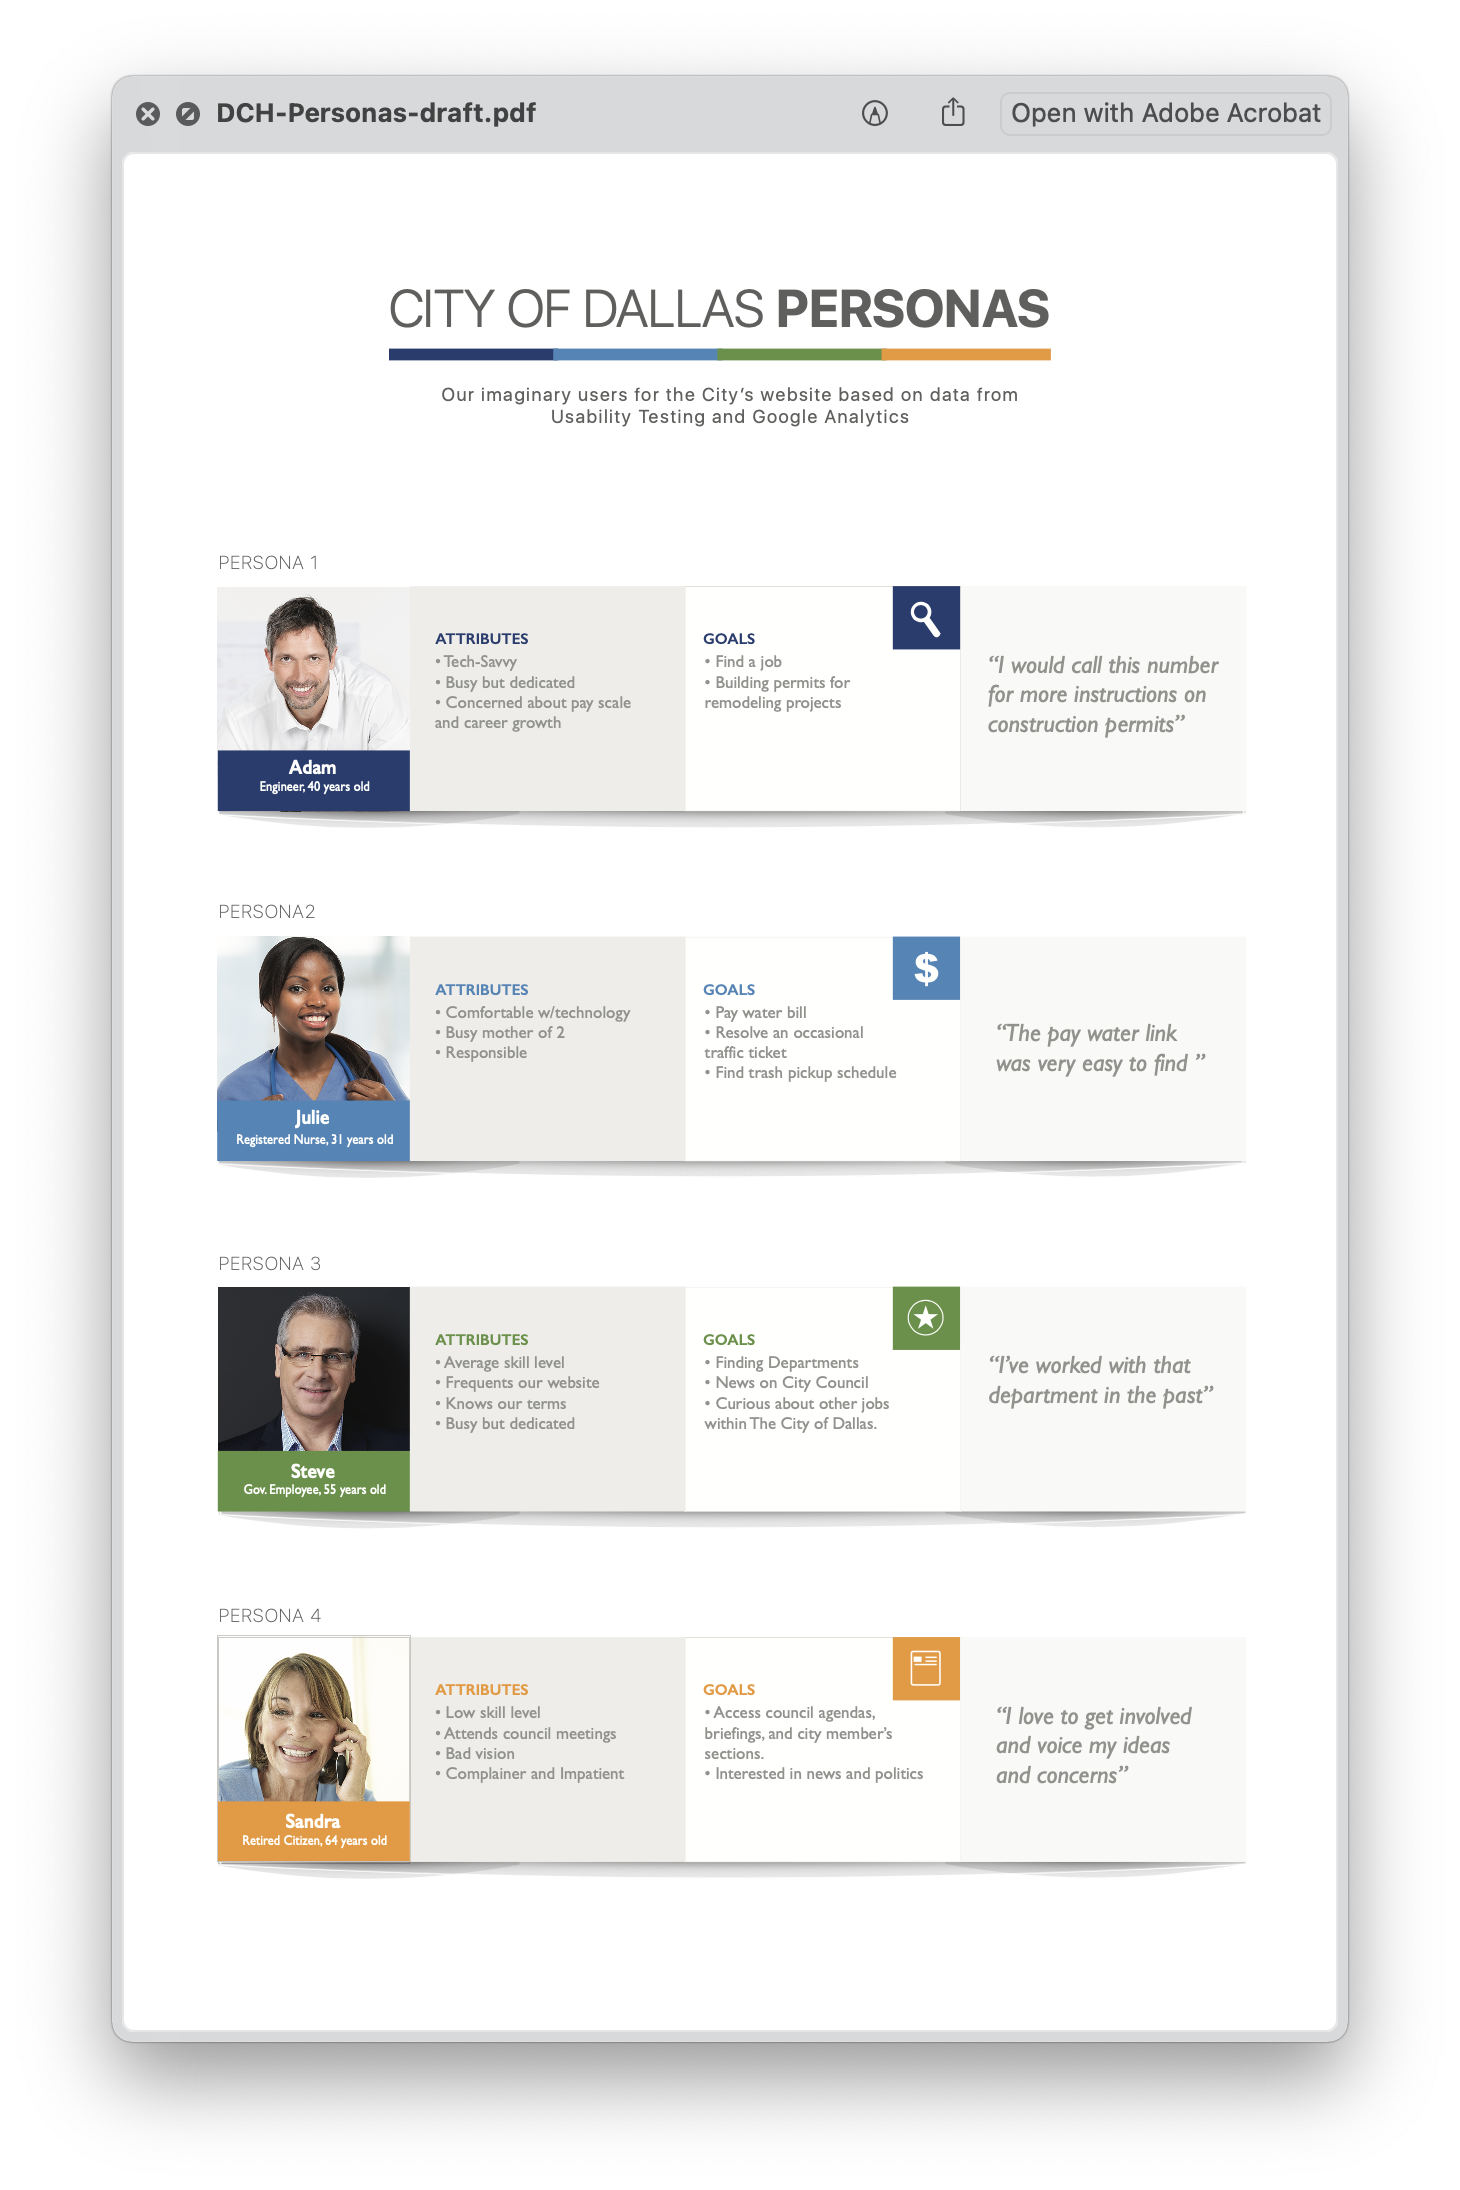 DCH-Personas-draft.pdf
Open with Adobe Acrobat
CITY OF DALLAS PERSONAS
Our imaginary users for the City’s website based on data from
Usability Testing and Google Analytics
PERSONA 1
Adam
Engineer, 40 years old
ATTRIBUTES
• Tech-Savvy
• Busy but dedicated
• Concerned about pay scale
and career growth
GOALS
• Find a job
• Building permits for
remodeling projects
“I would call this number
for more instructions on
construction permits”
PERSONA2
Julie
Registered Nurse, 31 years old
ATTRIBUTES
• Comfortable w/technology
• Busy mother of 2
• Responsible
GOALS
• Pay water bill
• Resolve an occasional
traffic ticket
• Find trash pickup schedule
$
“The pay water link
was very easy to find ”
PERSONA 3
Steve
Gov. Employee, 55 years old
ATTRIBUTES
• Average skill level
• Frequents our website
• Knows our terms
• Busy but dedicated
GOALS
• Finding Departments
• News on City Council
• Curious about other jobs
within The City of Dallas.
“I’ve worked with that
department in the past”
PERSONA 4
Sandra
Retired Citizen, 64 years old
ATTRIBUTES
• Low skill level
• Attends council meetings
• Bad vision
• Complainer and Impatient
GOALS
• Access council agendas,
briefings, and city member’s
sections.
• Interested in news and politics
“I love to get involved
and voice my ideas
and concerns”